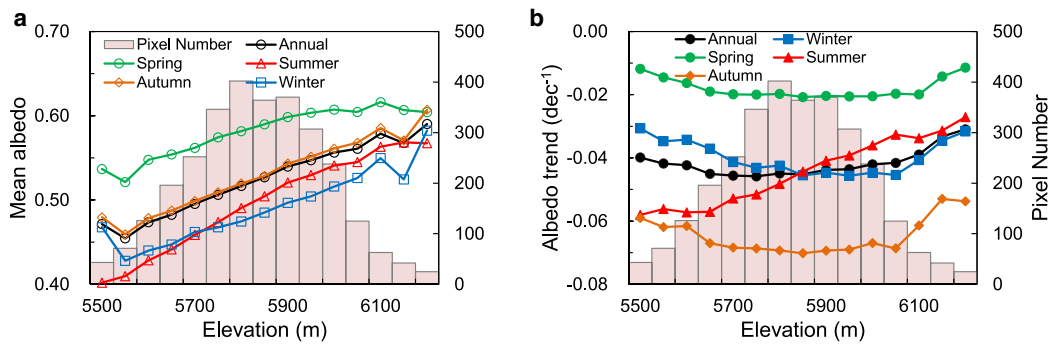 a
b
0.70
0.60
0.50
0.40
Mean albedo
Pixel Number
Annual
Spring
Summer
Autumn
Winter
500
400
300
200
100
0
5500
5700
5900
6100
Elevation (m)
0.00
-0.02
-0.04
-0.06
-0.08
Albedo trend (dec⁻¹)
Annual
Winter
Spring
Summer
Autumn
500
400
300
200
100
0
Pixel Number
5500
5700
5900
6100
Elevation (m)